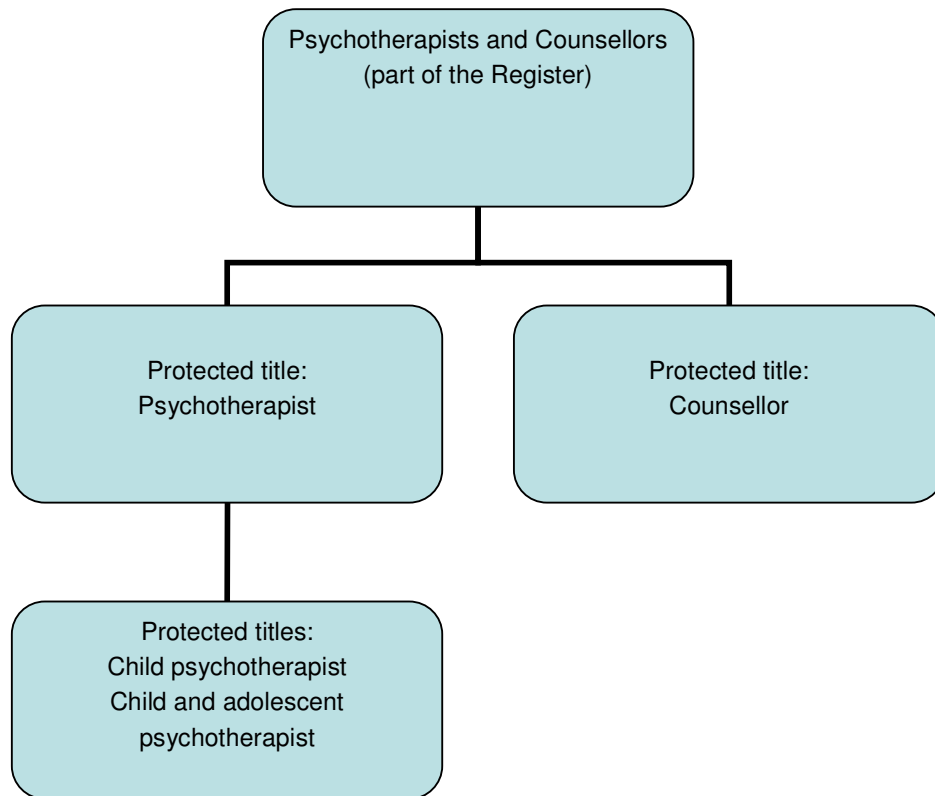 Psychotherapists and Counsellors
(part of the Register)
Protected title:
Psychotherapist
Protected title:
Counsellor
Protected titles:
Child psychotherapist
Child and adolescent
psychotherapist